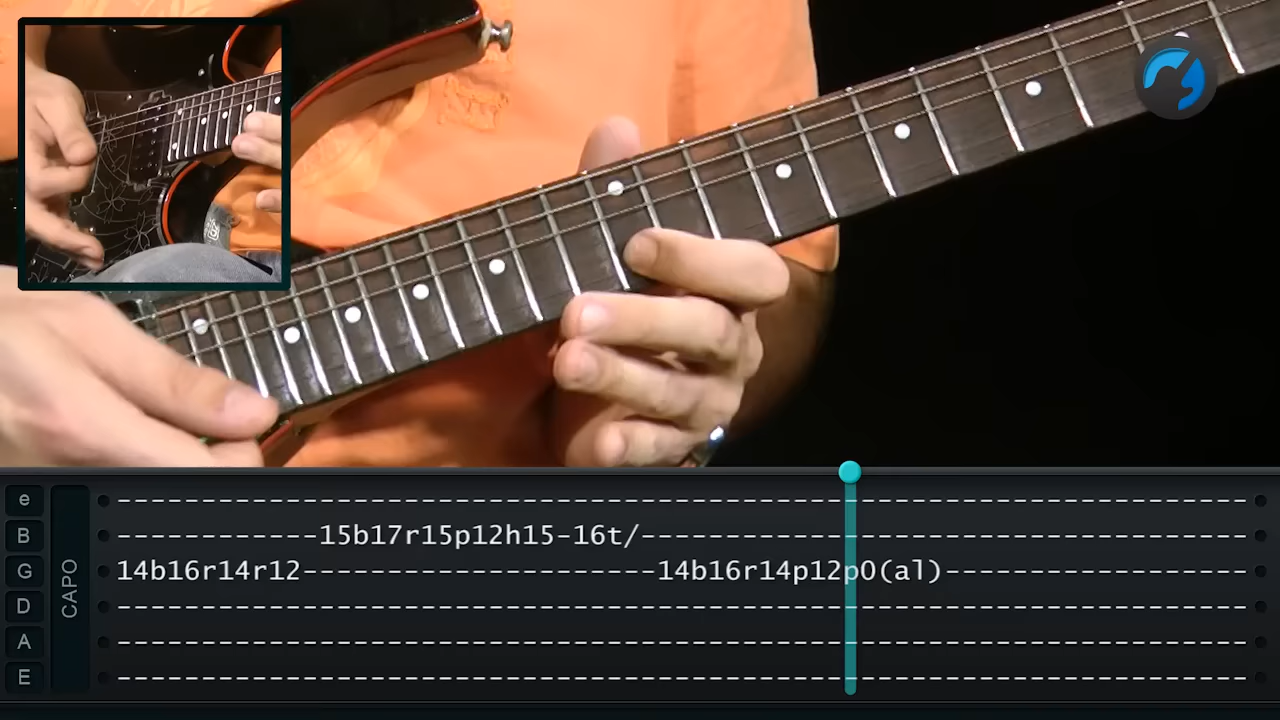 e ------------------------------------------------------------------
B ------------15b17r15p12h15-16t/------------------------------------
G 14b16r14r12---------------------14b16r14p12p0(al)------------------
D ------------------------------------------------------------------
A ------------------------------------------------------------------
E ------------------------------------------------------------------
CAPO